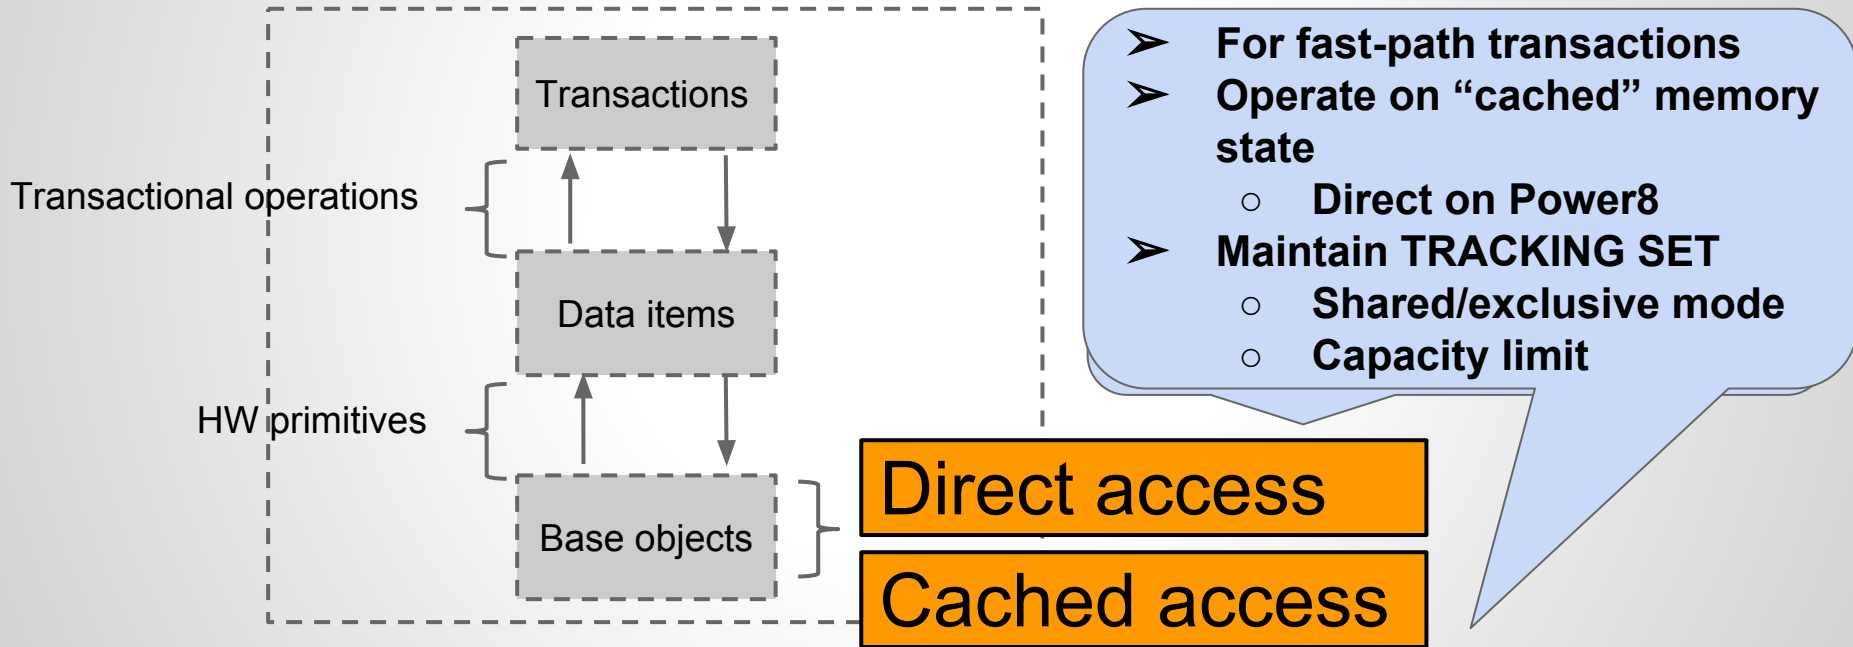 Transactions
Transactional operations
Data items
HW primitives
Base objects
Direct access
Cached access
➢ For fast-path transactions
➢ Operate on “cached” memory
state
○ Direct on Power8
➢ Maintain TRACKING SET
○ Shared/exclusive mode
○ Capacity limit